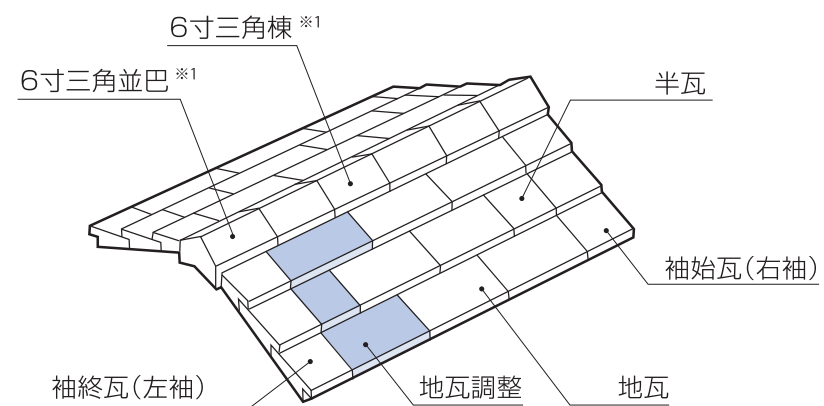 6寸三角棟 ※1
6寸三角並巴 ※1
半瓦
袖始瓦（右袖）
袖終瓦（左袖）
地瓦調整
地瓦